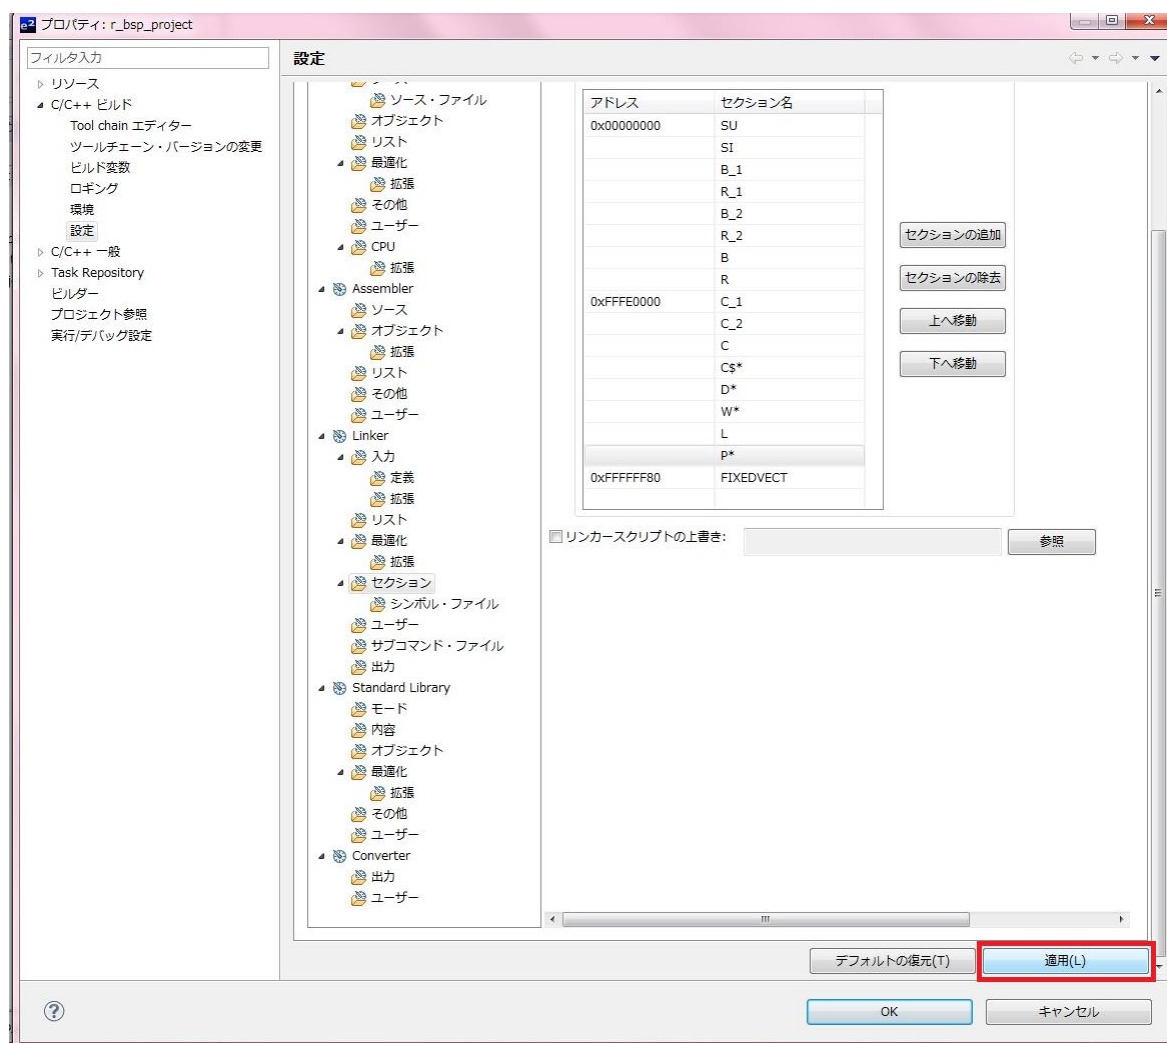 e² プロパティ: r_bsp_project
フィルタ入力
リソース
C/C++ ビルド
Tool chain エディター
ツールチェーン・バージョンの変更
ビルド変数
ロギング
環境
設定
C/C++ 一般
Task Repository
ビルダー
プロジェクト参照
実行/デバッグ設定
設定
ソース・ファイル
オブジェクト
リスト
最適化
拡張
その他
ユーザー
CPU
拡張
Assembler
ソース
オブジェクト
拡張
リスト
その他
ユーザー
Linker
入力
定義
拡張
リスト
最適化
拡張
セクション
シンボル・ファイル
ユーザー
サブコマンド・ファイル
出力
Standard Library
モード
内容
オブジェクト
最適化
拡張
その他
ユーザー
Converter
出力
ユーザー
アドレス セクション名
0x00000000 SU
SI
B_1
R_1
B_2
R_2
B
R
0xFFFE0000 C_1
C_2
C
C$*
D*
W*
L
P*
0xFFFFFF80 FIXEDVECT
セクションの追加
セクションの除去
上へ移動
下へ移動
リンカースクリプトの上書き:
参照
デフォルトの復元(T)
適用(L)
OK
キャンセル